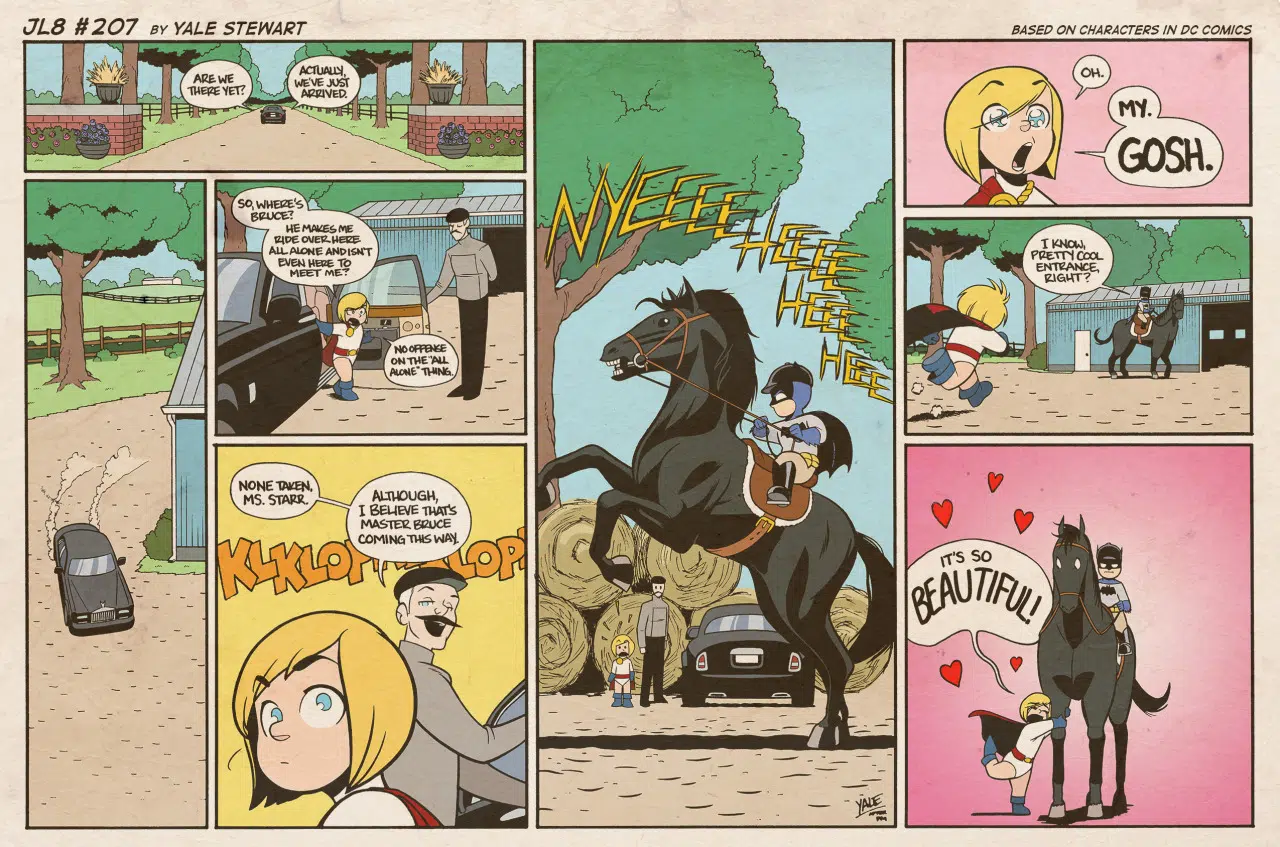 JL8 #207 BY YALE STEWART
BASED ON CHARACTERS IN DC COMICS
ARE WE
THERE YET?
ACTUALLY,
WE'VE JUST
ARRIVED.
SO, WHERE'S
BRUCE?
HE MAKES ME
RIDE OVER HERE
ALL ALONE AND ISN'T
EVEN HERE TO
MEET ME?
NO OFFENSE
ON THE "ALL
ALONE" THING.
NONE TAKEN,
MS. STARR.
ALTHOUGH,
I BELIEVE THAT'S
MASTER BRUCE
COMING THIS WAY.
NYEEEEE
HEEE
HEEE
HEEE
YALE
AFTER
OH.
MY.
GOSH.
I KNOW,
PRETTY COOL
ENTRANCE,
RIGHT?
IT'S SO
BEAUTIFUL!